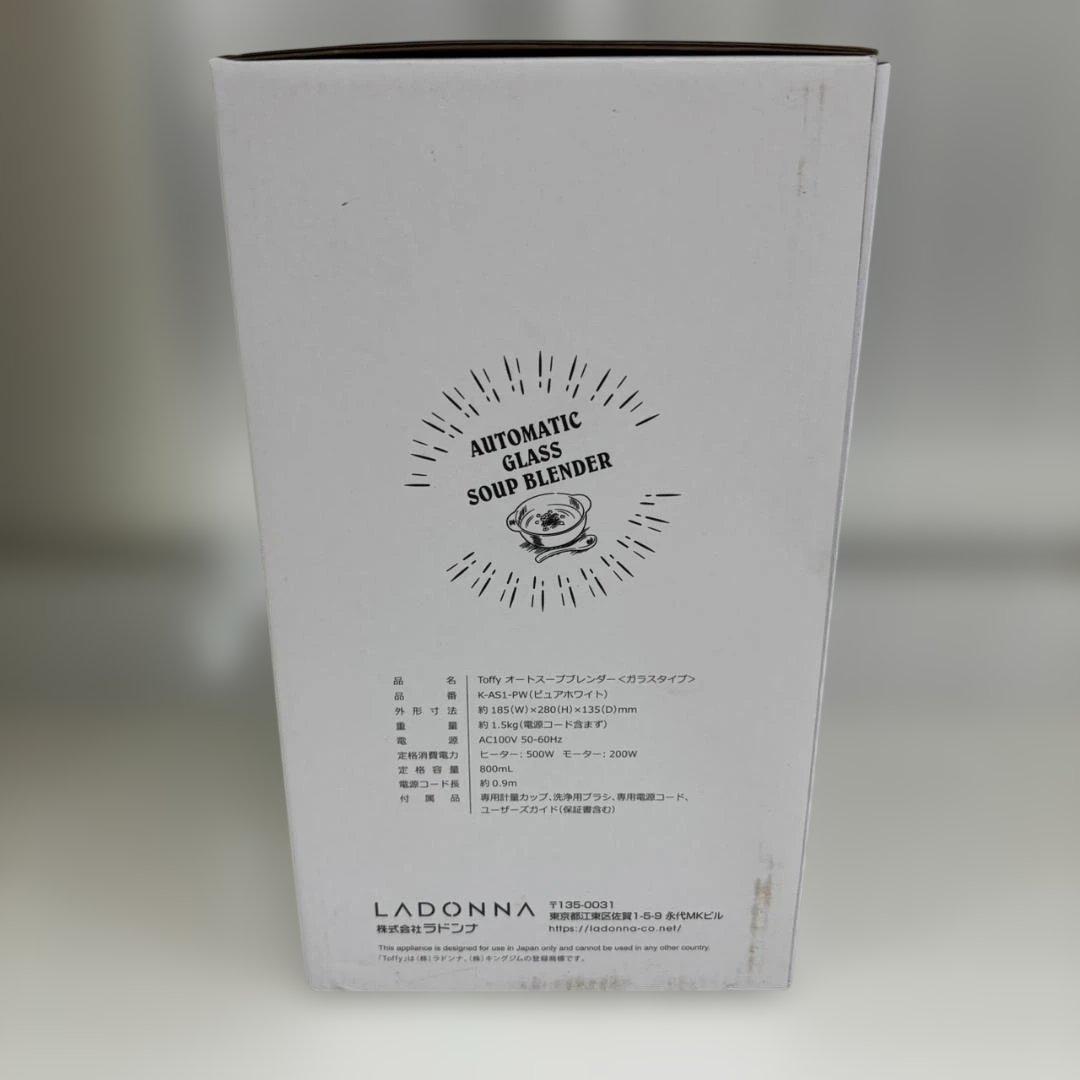 AUTOMATIC
GLASS
SOUP BLENDER
品名 Toffy オートスープブレンダー<ガラスタイプ>
品番 K-AS1-PW(ピュアホワイト)
外形寸法 約185(W)×280(H)×135(D)mm
重量 約1.5kg(電源コード含まず)
電源 AC100V 50-60Hz
定格消費電力 ヒーター: 500W モーター: 200W
定格容量 800mL
電源コード長 約0.9m
付属品 専用計量カップ、洗浄用ブラシ、専用電源コード、
ユーザーズガイド(保証書含む)
LADONNA
株式会社ラドンナ
〒135-0031
東京都江東区佐賀1-5-9 永代MKビル
https://ladonna-co.net/
This appliance is designed for use in Japan only and cannot be used in any other country.
「Toffy」は(株)ラドンナ、(株)キングジムの登録商標です。